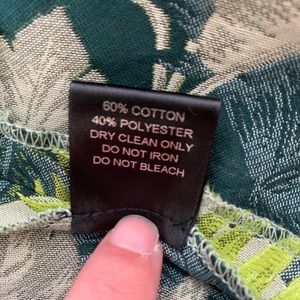 60% COTTON
40% POLYESTER
DRY CLEAN ONLY
DO NOT IRON
DO NOT BLEACH